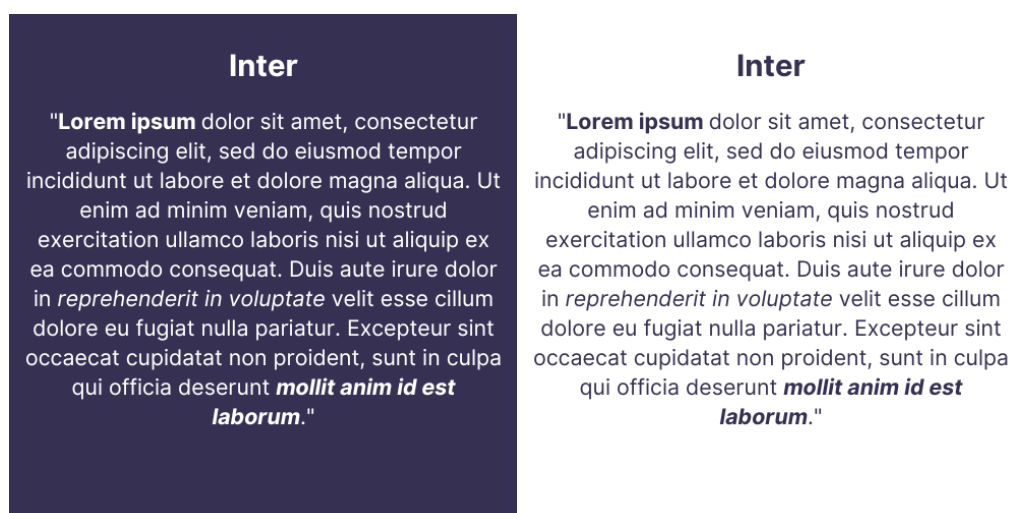 Inter
"Lorem ipsum dolor sit amet, consectetur
adipiscing elit, sed do eiusmod tempor
incididunt ut labore et dolore magna aliqua. Ut
enim ad minim veniam, quis nostrud
exercitation ullamco laboris nisi ut aliquip ex
ea commodo consequat. Duis aute irure dolor
in reprehenderit in voluptate velit esse cillum
dolore eu fugiat nulla pariatur. Excepteur sint
occaecat cupidatat non proident, sunt in culpa
qui officia deserunt mollit anim id est
laborum."
Inter
"Lorem ipsum dolor sit amet, consectetur
adipiscing elit, sed do eiusmod tempor
incididunt ut labore et dolore magna aliqua. Ut
enim ad minim veniam, quis nostrud
exercitation ullamco laboris nisi ut aliquip ex
ea commodo consequat. Duis aute irure dolor
in reprehenderit in voluptate velit esse cillum
dolore eu fugiat nulla pariatur. Excepteur sint
occaecat cupidatat non proident, sunt in culpa
qui officia deserunt mollit anim id est
laborum."